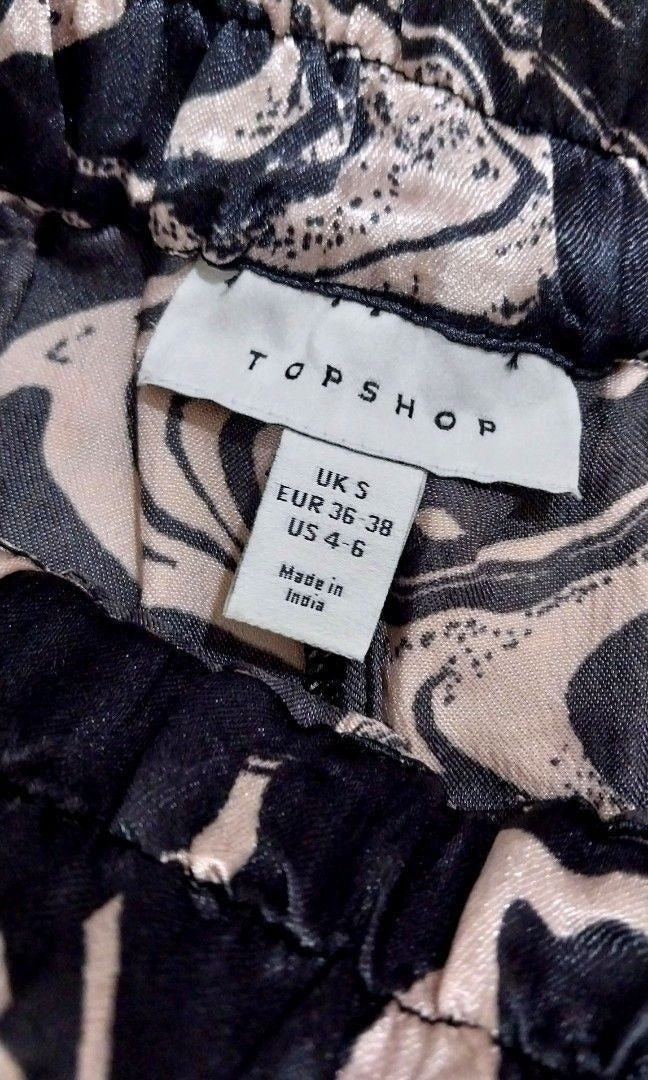 TOPSHOP
UK S
EUR 36-38
US 4-6
Made in
India